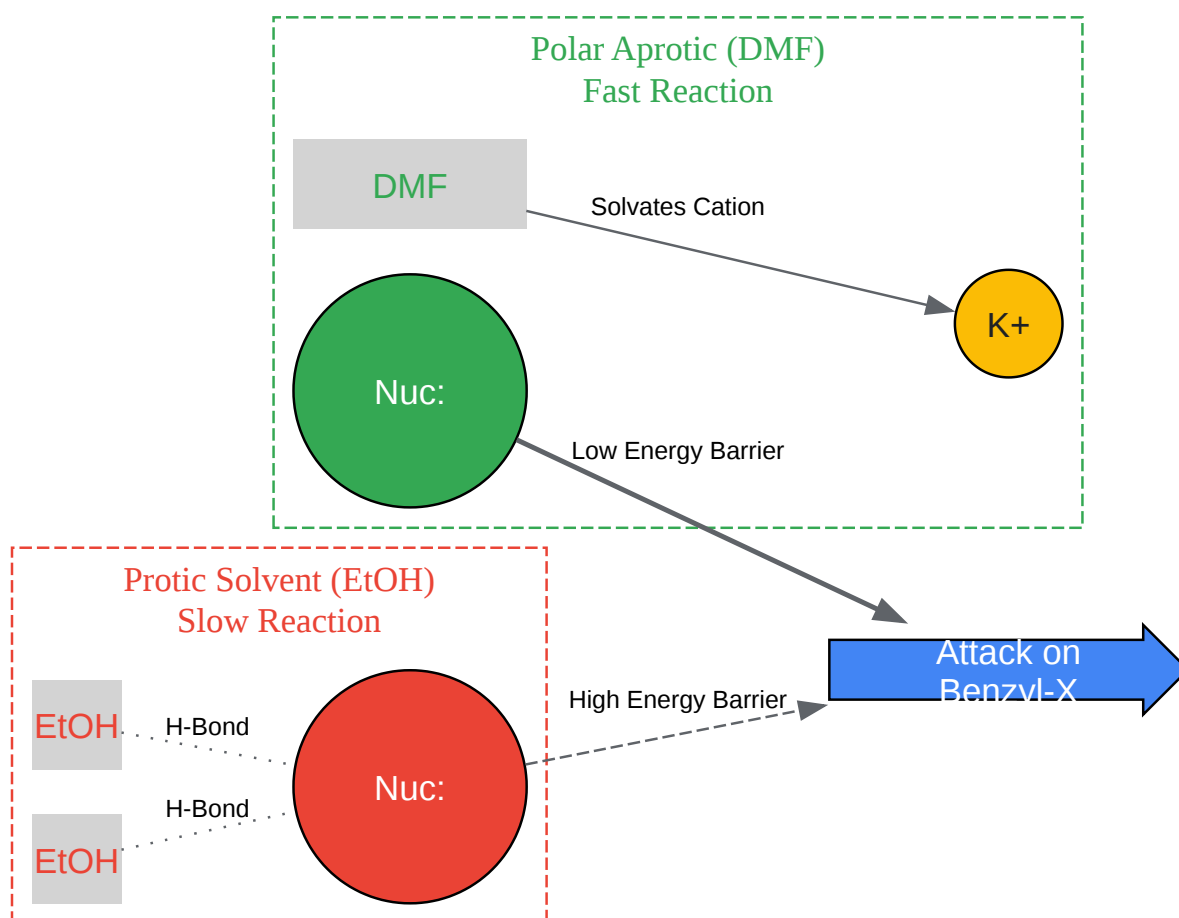 Polar Aprotic (DMF)
Fast Reaction
DMF
Solvates Cation
K+
Nuc:
Low Energy Barrier
Protic Solvent (EtOH)
Slow Reaction
Attack on
Benzyl-X
High Energy Barrier
EtOH
H-Bond
Nuc:
H-Bond
EtOH